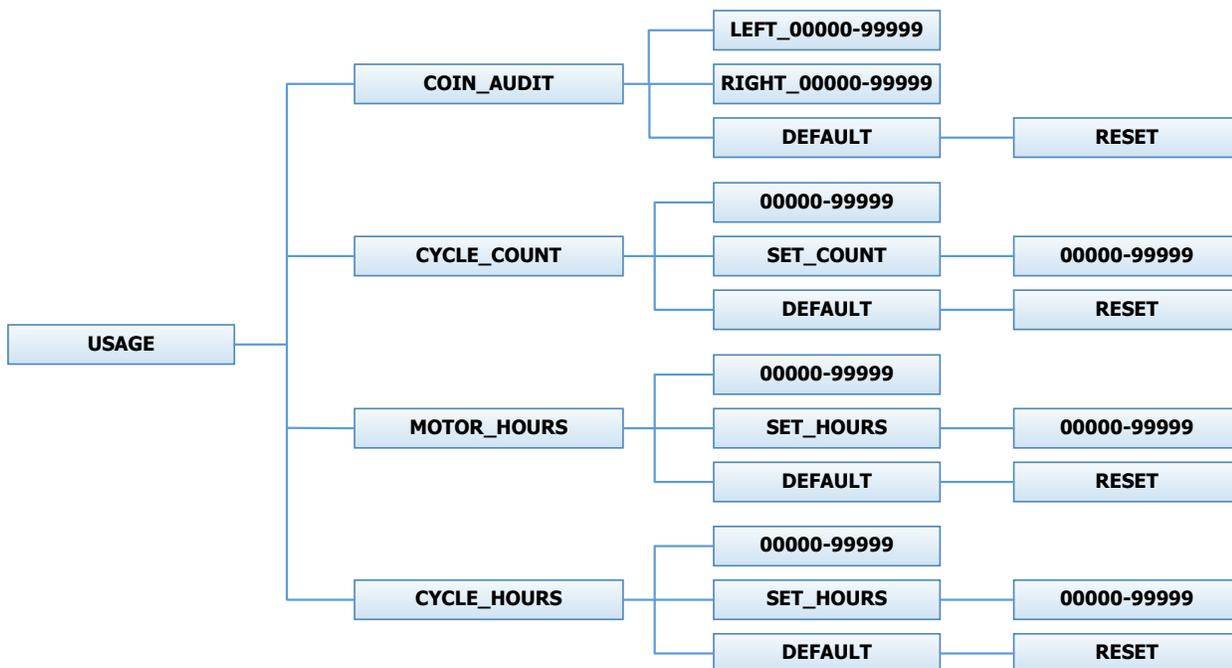 LEFT_00000-99999
COIN_AUDIT
RIGHT_00000-99999
DEFAULT
RESET
00000-99999
CYCLE_COUNT
SET_COUNT
00000-99999
DEFAULT
RESET
USAGE
00000-99999
MOTOR_HOURS
SET_HOURS
00000-99999
DEFAULT
RESET
00000-99999
CYCLE_HOURS
SET_HOURS
00000-99999
DEFAULT
RESET